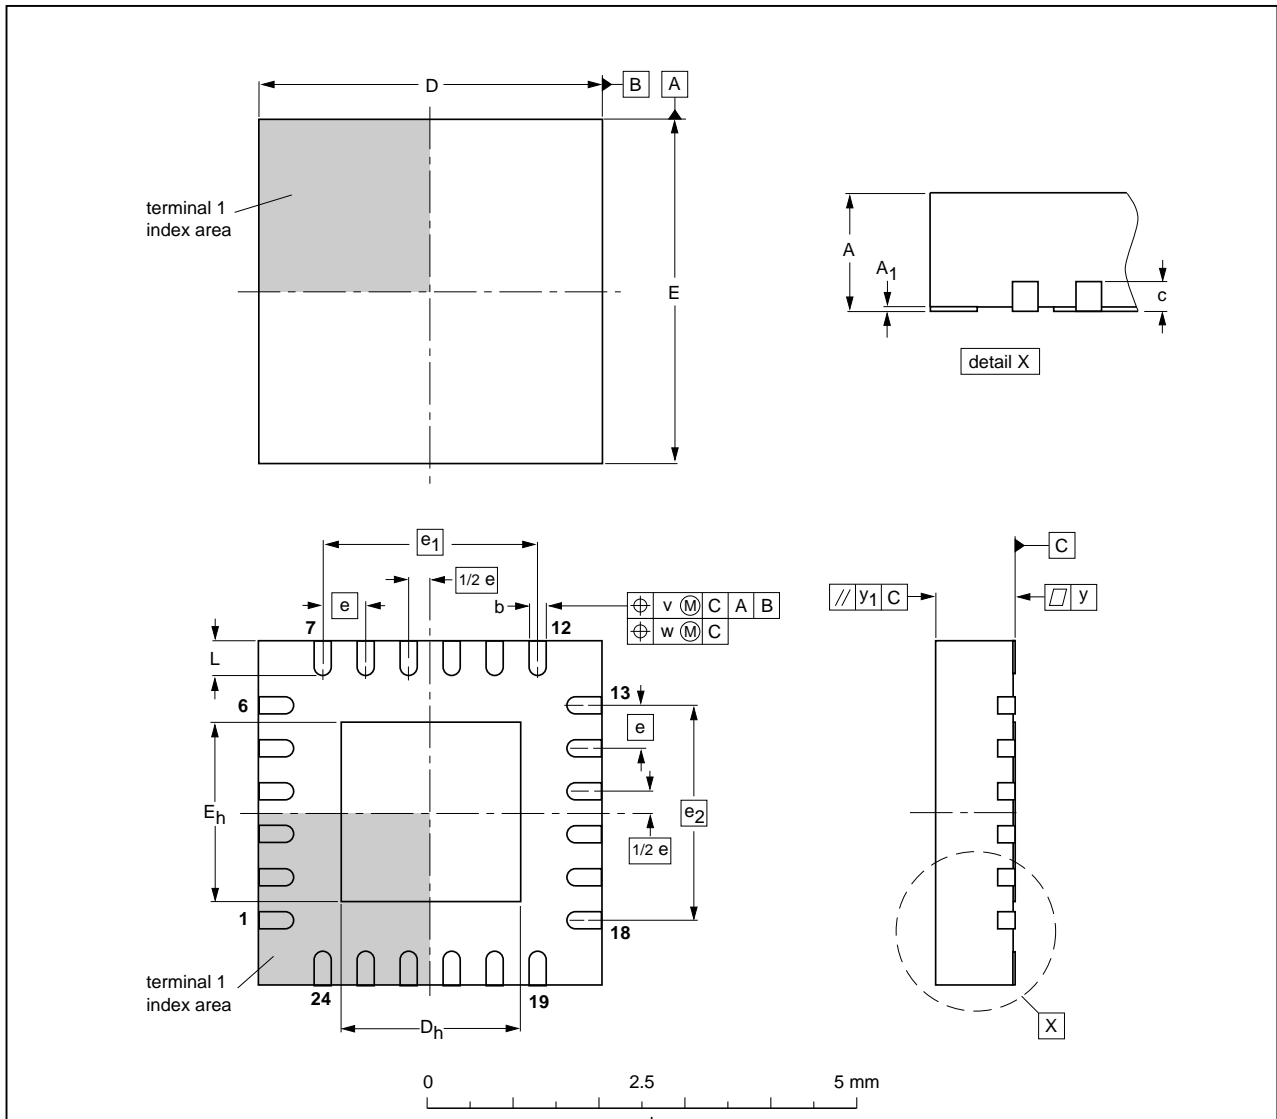 D
B
A
terminal 1
index area
E
A
A1
c
detail X
e1
1/2 e
e
b
v M C A B
w M C
7
12
L
6
13
e
Eh
e2
1/2 e
1
18
terminal 1
index area
24
19
Dh
C
// y1 C
y
X
0 2.5 5 mm